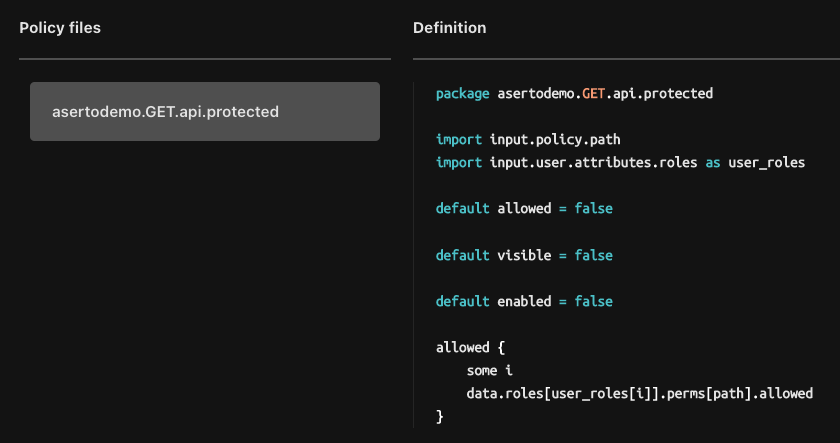 Policy files
asertodemo.GET.api.protected
Definition
package asertodemo.GET.api.protected
import input.policy.path
import input.user.attributes.roles as user_roles
default allowed = false
default visible = false
default enabled = false
allowed {
    some i
    data.roles[user_roles[i]].perms[path].allowed
}